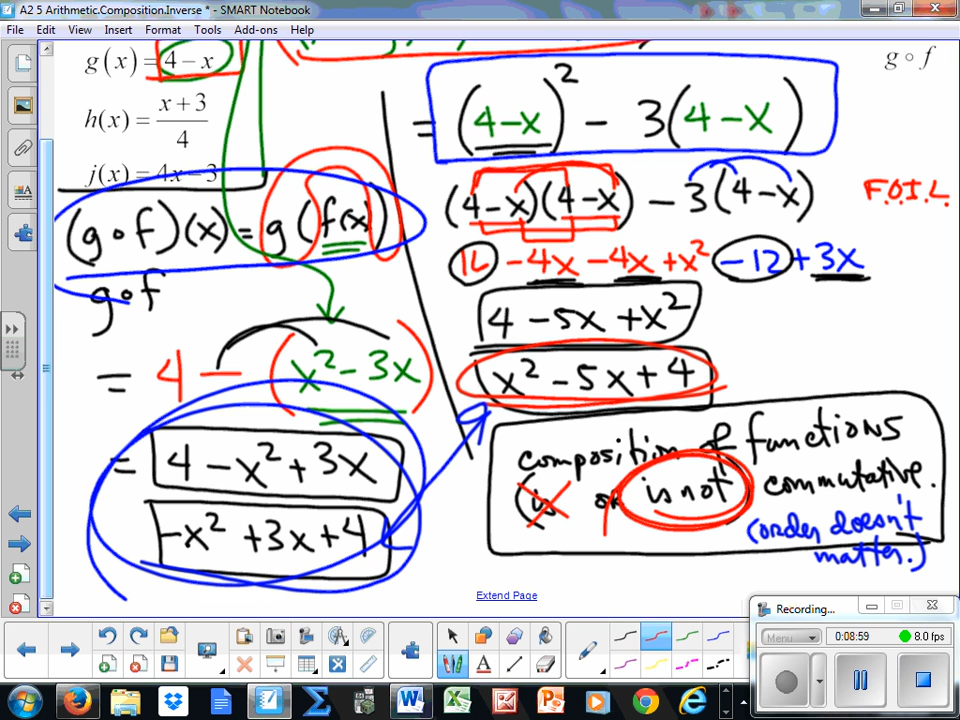 A2 5 Arithmetic.Composition.Inverse * - SMART Notebook
File Edit View Insert Format Tools Add-ons Help
g(x) = 4 − x
h(x) = (x + 3)/4
j(x) = 4x − 3
(g∘f)(x) = g(f(x))
g∘f
= 4 − (x² − 3x)
= 4 − x² + 3x
−x² + 3x + 4
g∘f
= (4−x)² − 3(4−x)
(4−x)(4−x) − 3(4−x)
F.O.I.L
16 − 4x − 4x + x² − 12 + 3x
4 − 5x + x²
x² − 5x + 4
composition of functions
(is or is not commutative.
(order doesn't
matter.)
Extend Page
Recording...
Menu 0:08:59 8.0 fps